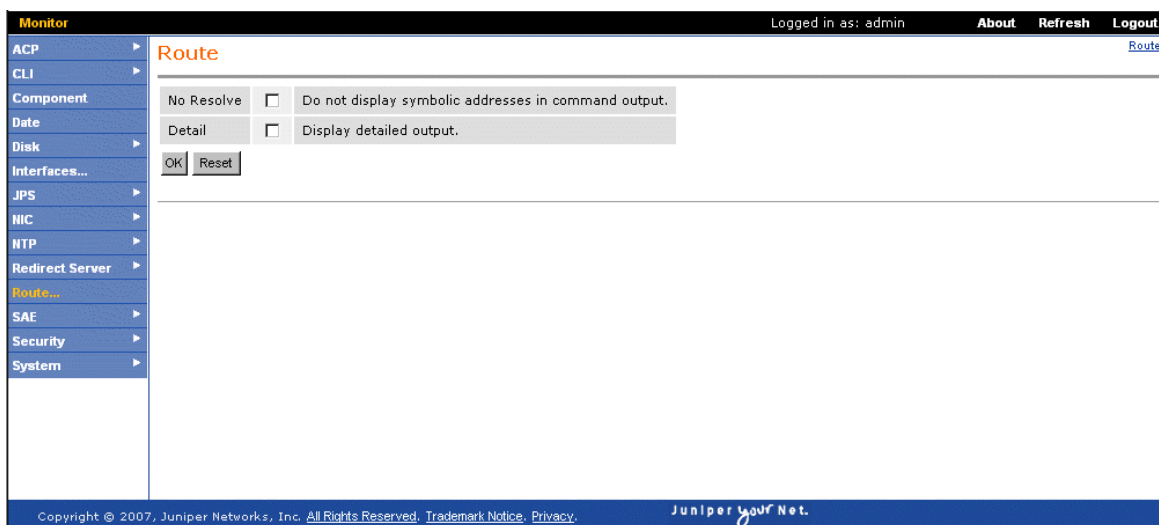 Monitor Logged in as: admin About Refresh Logout
Route
ACP
CLI
Component
Date
Disk
Interfaces...
JPS
NIC
NTP
Redirect Server
Route...
SAE
Security
System
Route
No Resolve Do not display symbolic addresses in command output.
Detail Display detailed output.
OK Reset
Copyright © 2007, Juniper Networks, Inc. All Rights Reserved. Trademark Notice. Privacy.
Juniper your Net.